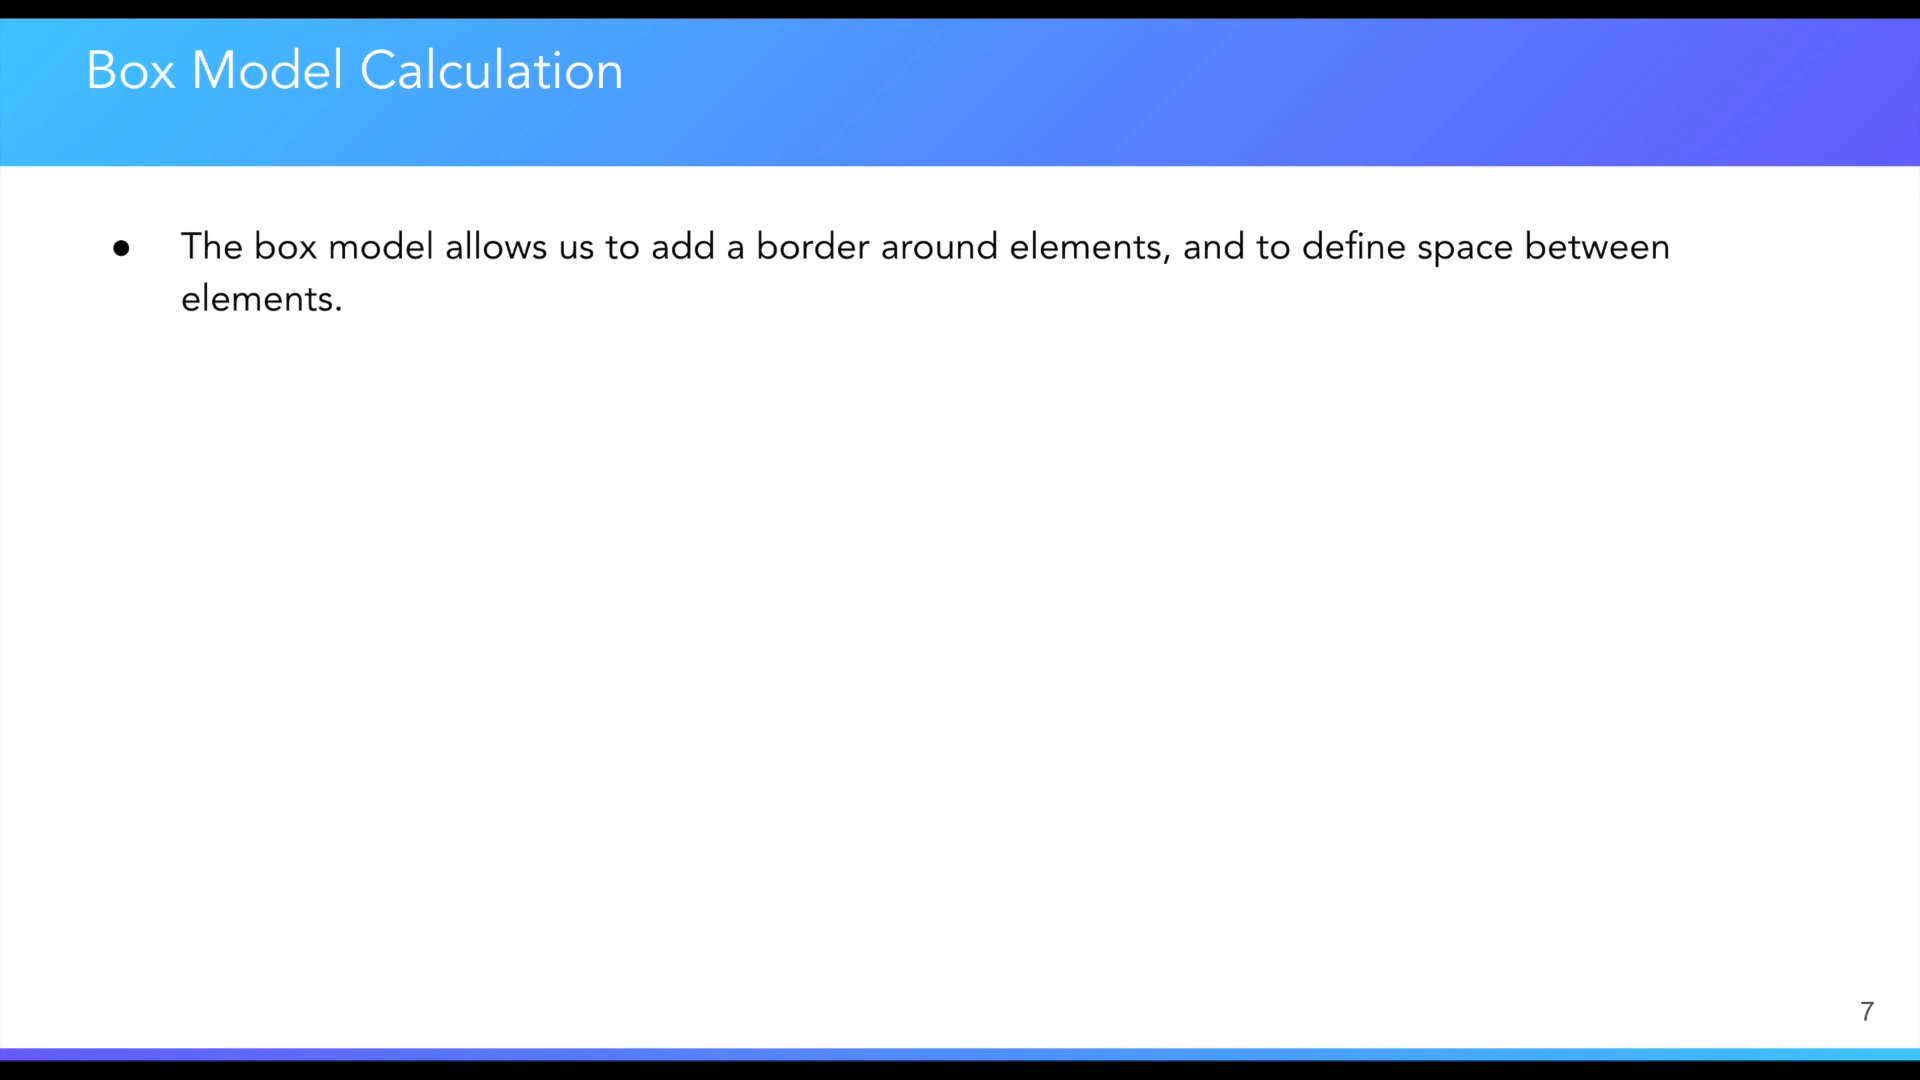 Box Model Calculation
● The box model allows us to add a border around elements, and to define space between
elements.
7